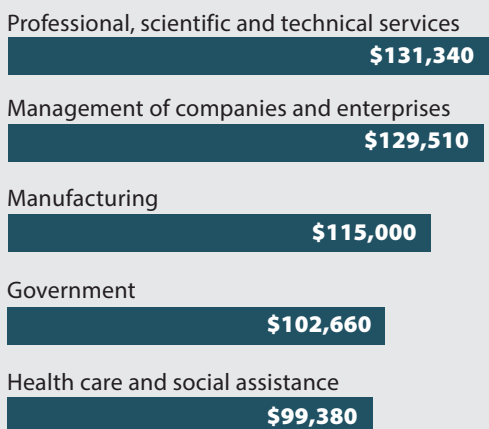 Professional, scientific and technical services
$131,340
Management of companies and enterprises
$129,510
Manufacturing
$115,000
Government
$102,660
Health care and social assistance
$99,380